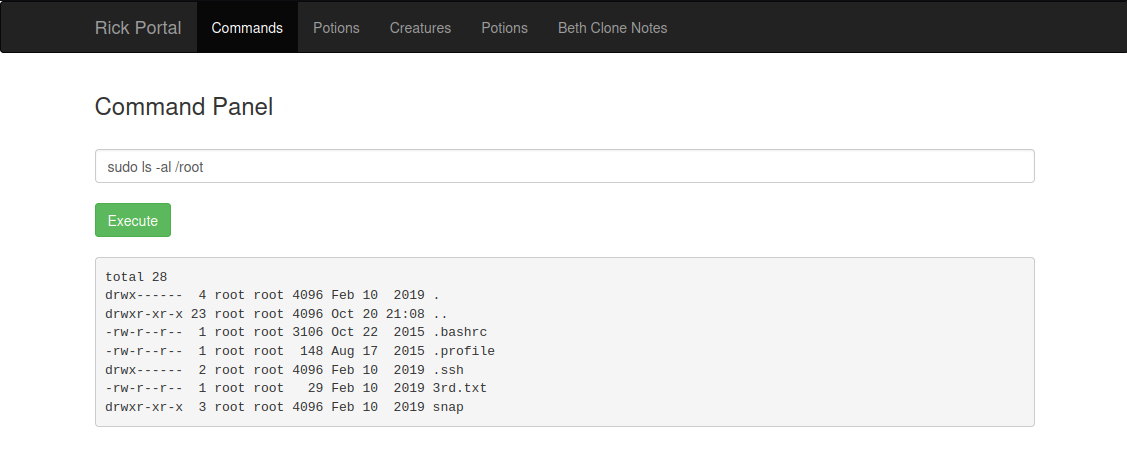 Rick Portal Commands Potions Creatures Potions Beth Clone Notes
Command Panel
sudo ls -al /root
Execute
total 28
drwx------  4 root root 4096 Feb 10  2019 .
drwxr-xr-x 23 root root 4096 Oct 20 21:08 ..
-rw-r--r--  1 root root 3106 Oct 22  2015 .bashrc
-rw-r--r--  1 root root  148 Aug 17  2015 .profile
drwx------  2 root root 4096 Feb 10  2019 .ssh
-rw-r--r--  1 root root   29 Feb 10  2019 3rd.txt
drwxr-xr-x  3 root root 4096 Feb 10  2019 snap